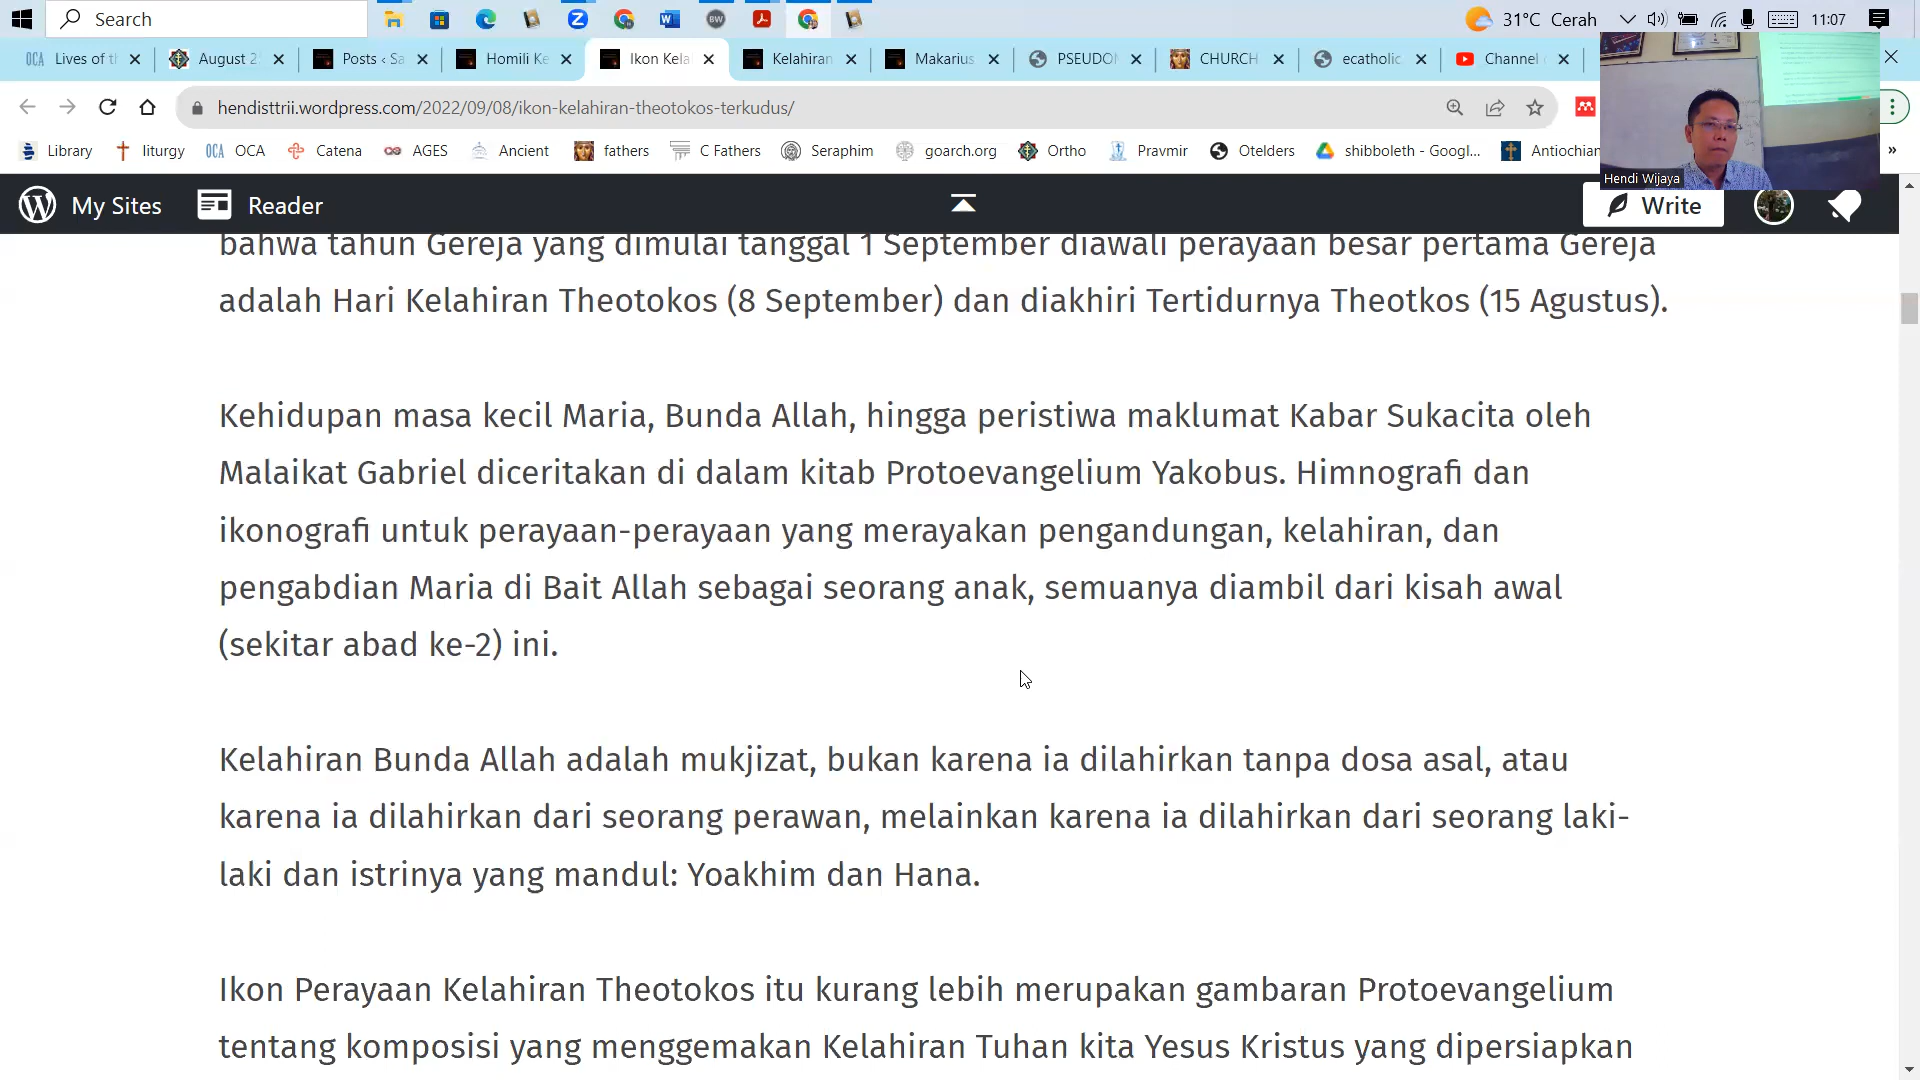 Search
31°C Cerah
11:07
OCA Lives of t
August 2
Posts ‹ Sa
Homili Ke
Ikon Kela
Kelahiran
Makarius
PSEUDO
CHURCH
ecatholic
Channel
hendisttrii.wordpress.com/2022/09/08/ikon-kelahiran-theotokos-terkudus/
Library
liturgy
OCA OCA
Catena
AGES
Ancient
fathers
C Fathers
Seraphim
goarch.org
Ortho
Pravmir
Otelders
shibboleth - Googl...
Antiochian
»
Hendi Wijaya
My Sites
Reader
Write
bahwa tahun Gereja yang dimulai tanggal 1 September diawali perayaan besar pertama Gereja
adalah Hari Kelahiran Theotokos (8 September) dan diakhiri Tertidurnya Theotkos (15 Agustus).
Kehidupan masa kecil Maria, Bunda Allah, hingga peristiwa maklumat Kabar Sukacita oleh
Malaikat Gabriel diceritakan di dalam kitab Protoevangelium Yakobus. Himnografi dan
ikonografi untuk perayaan-perayaan yang merayakan pengandungan, kelahiran, dan
pengabdian Maria di Bait Allah sebagai seorang anak, semuanya diambil dari kisah awal
(sekitar abad ke-2) ini.
Kelahiran Bunda Allah adalah mukjizat, bukan karena ia dilahirkan tanpa dosa asal, atau
karena ia dilahirkan dari seorang perawan, melainkan karena ia dilahirkan dari seorang laki-
laki dan istrinya yang mandul: Yoakhim dan Hana.
Ikon Perayaan Kelahiran Theotokos itu kurang lebih merupakan gambaran Protoevangelium
tentang komposisi yang menggemakan Kelahiran Tuhan kita Yesus Kristus yang dipersiapkan